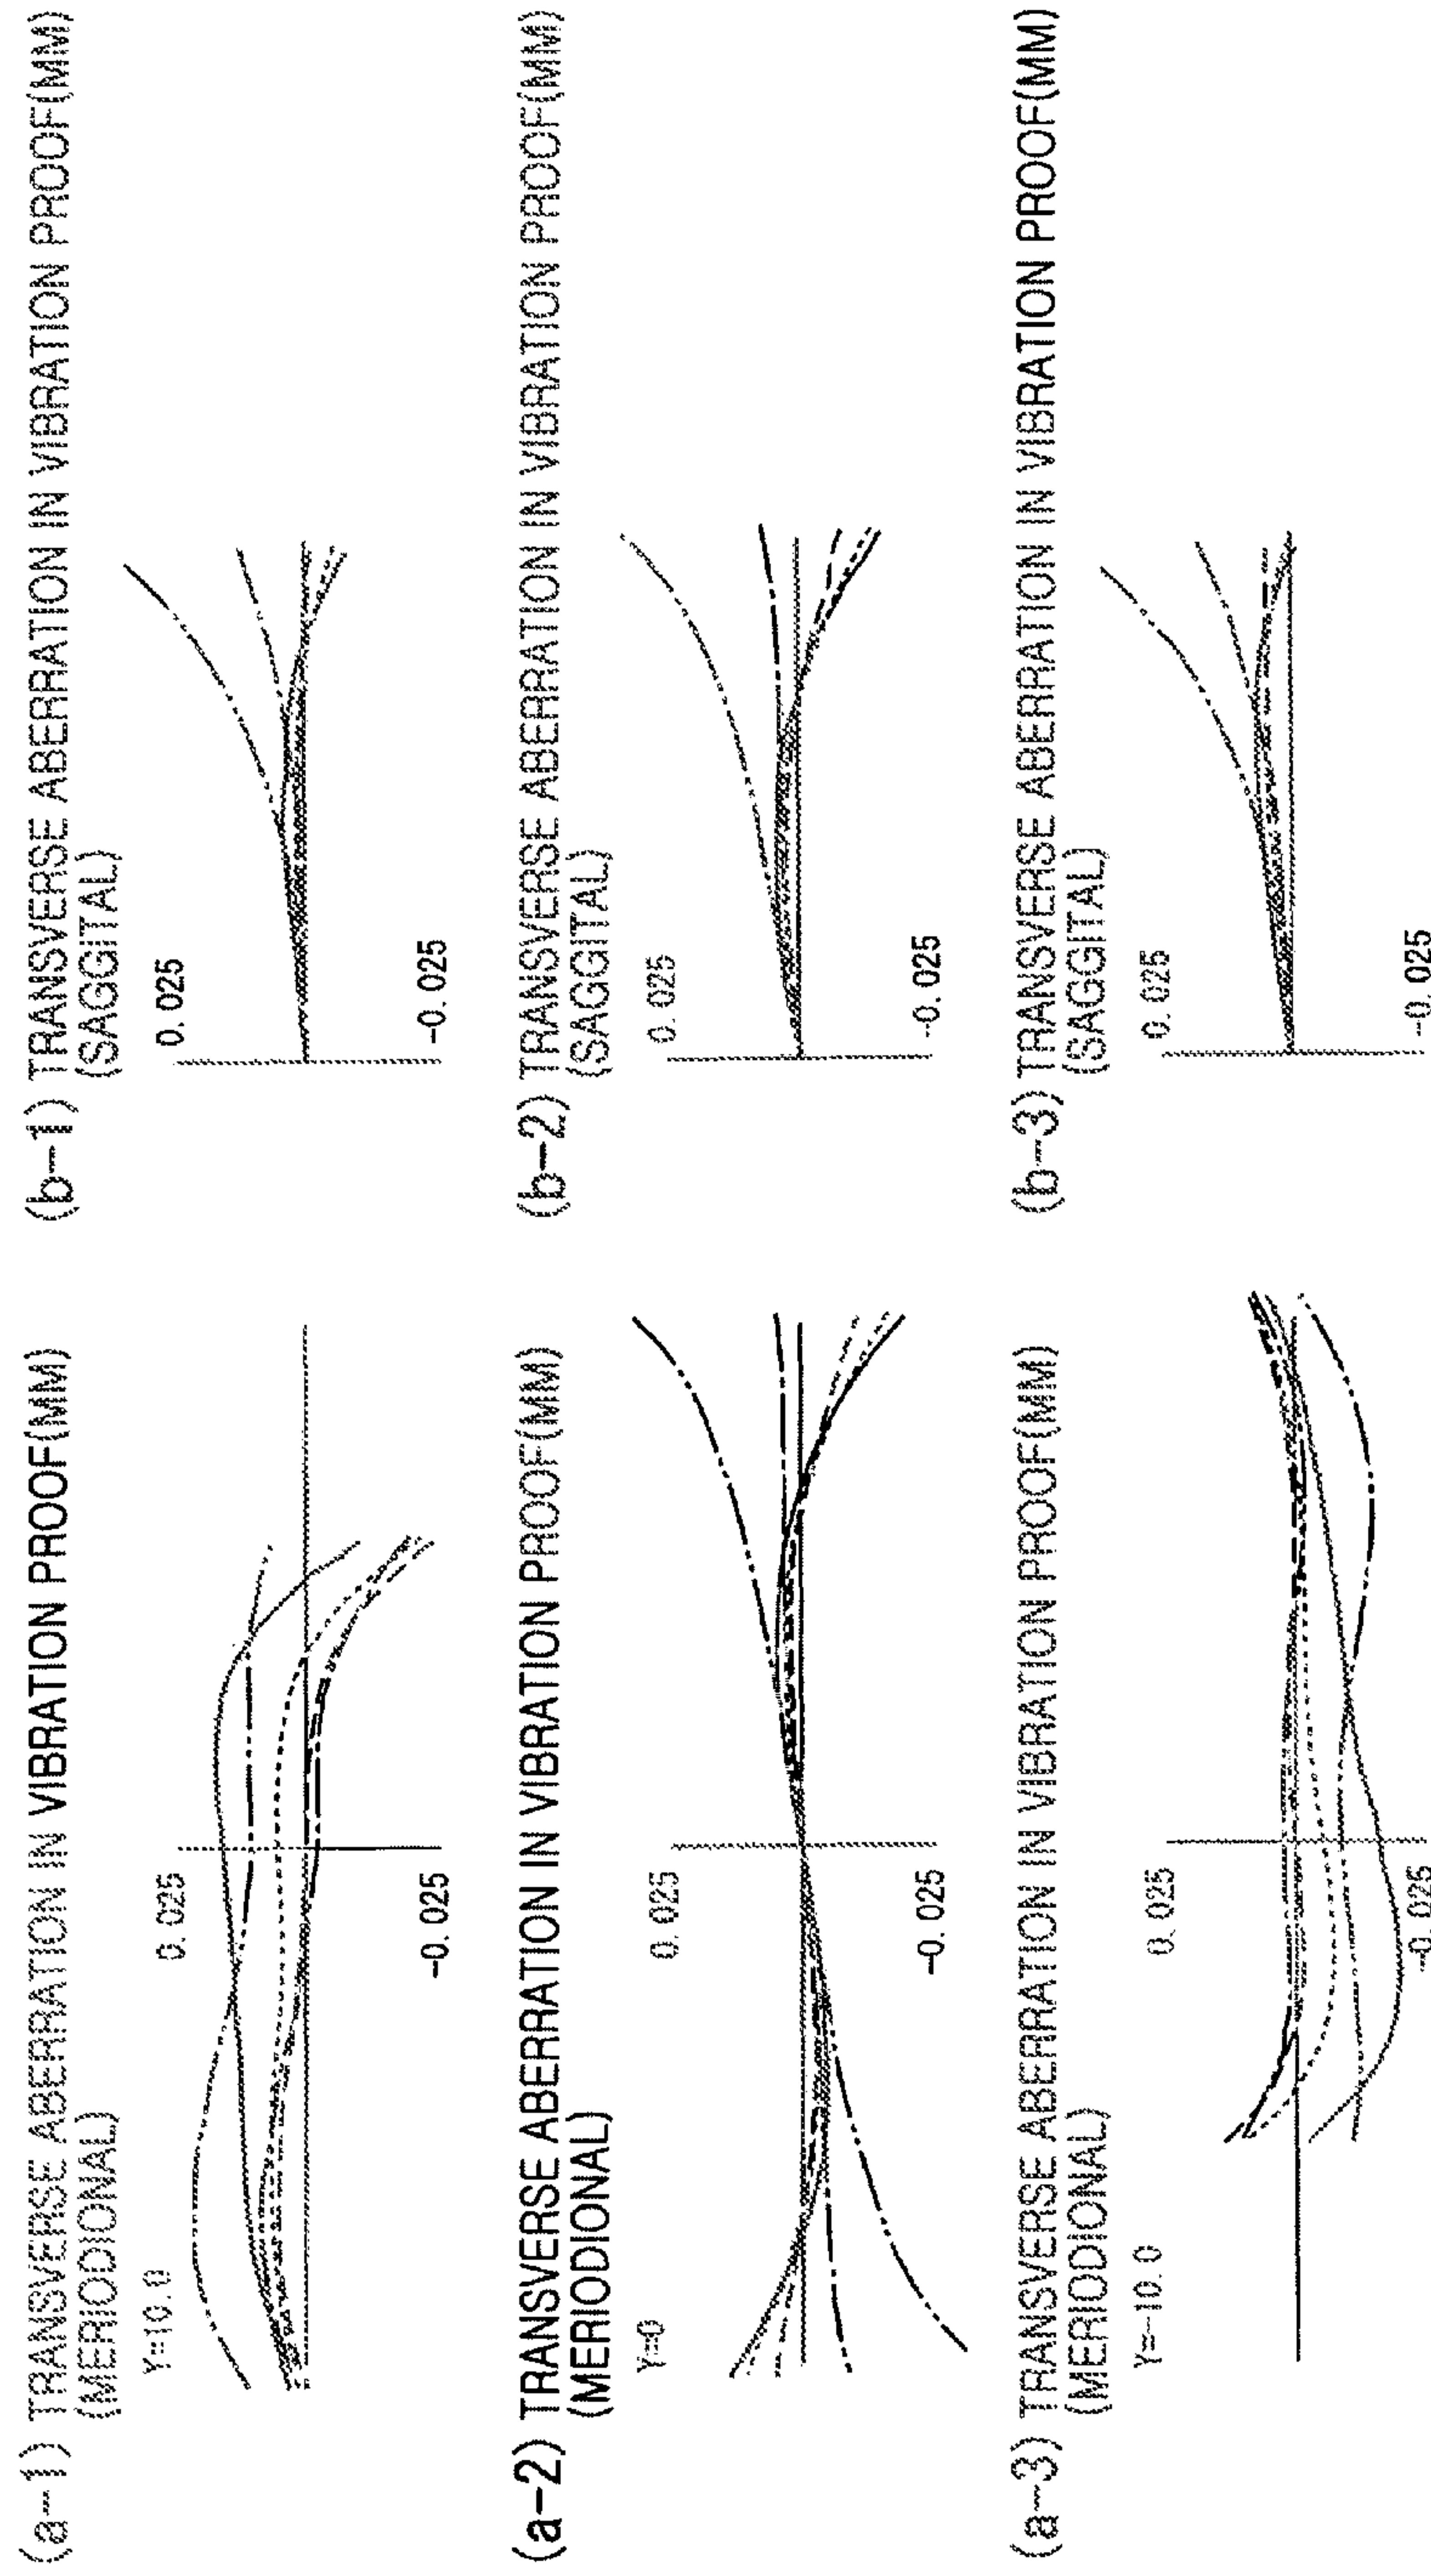 (a-1) TRANSVERSE ABERRATION IN VIBRATION PROOF(MM)
(MERIODIONAL)
Y=10.0
0.025
-0.025
(b-1) TRANSVERSE ABERRATION IN VIBRATION PROOF(MM)
(SAGGITAL)
0.025
-0.025
(a-2) TRANSVERSE ABERRATION IN VIBRATION PROOF(MM)
(MERIODIONAL)
Y=0
0.025
-0.025
(b-2) TRANSVERSE ABERRATION IN VIBRATION PROOF(MM)
(SAGGITAL)
0.025
-0.025
(a-3) TRANSVERSE ABERRATION IN VIBRATION PROOF(MM)
(MERIODIONAL)
Y=-10.0
0.025
-0.025
(b-3) TRANSVERSE ABERRATION IN VIBRATION PROOF(MM)
(SAGGITAL)
0.025
-0.025